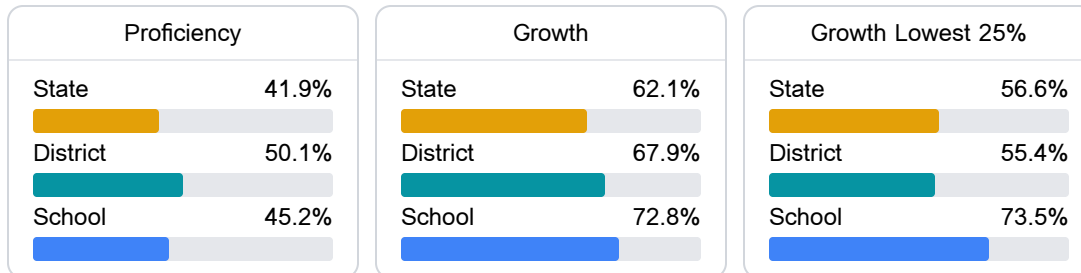 Proficiency
State 41.9%
District 50.1%
School 45.2%
Growth
State 62.1%
District 67.9%
School 72.8%
Growth Lowest 25%
State 56.6%
District 55.4%
School 73.5%